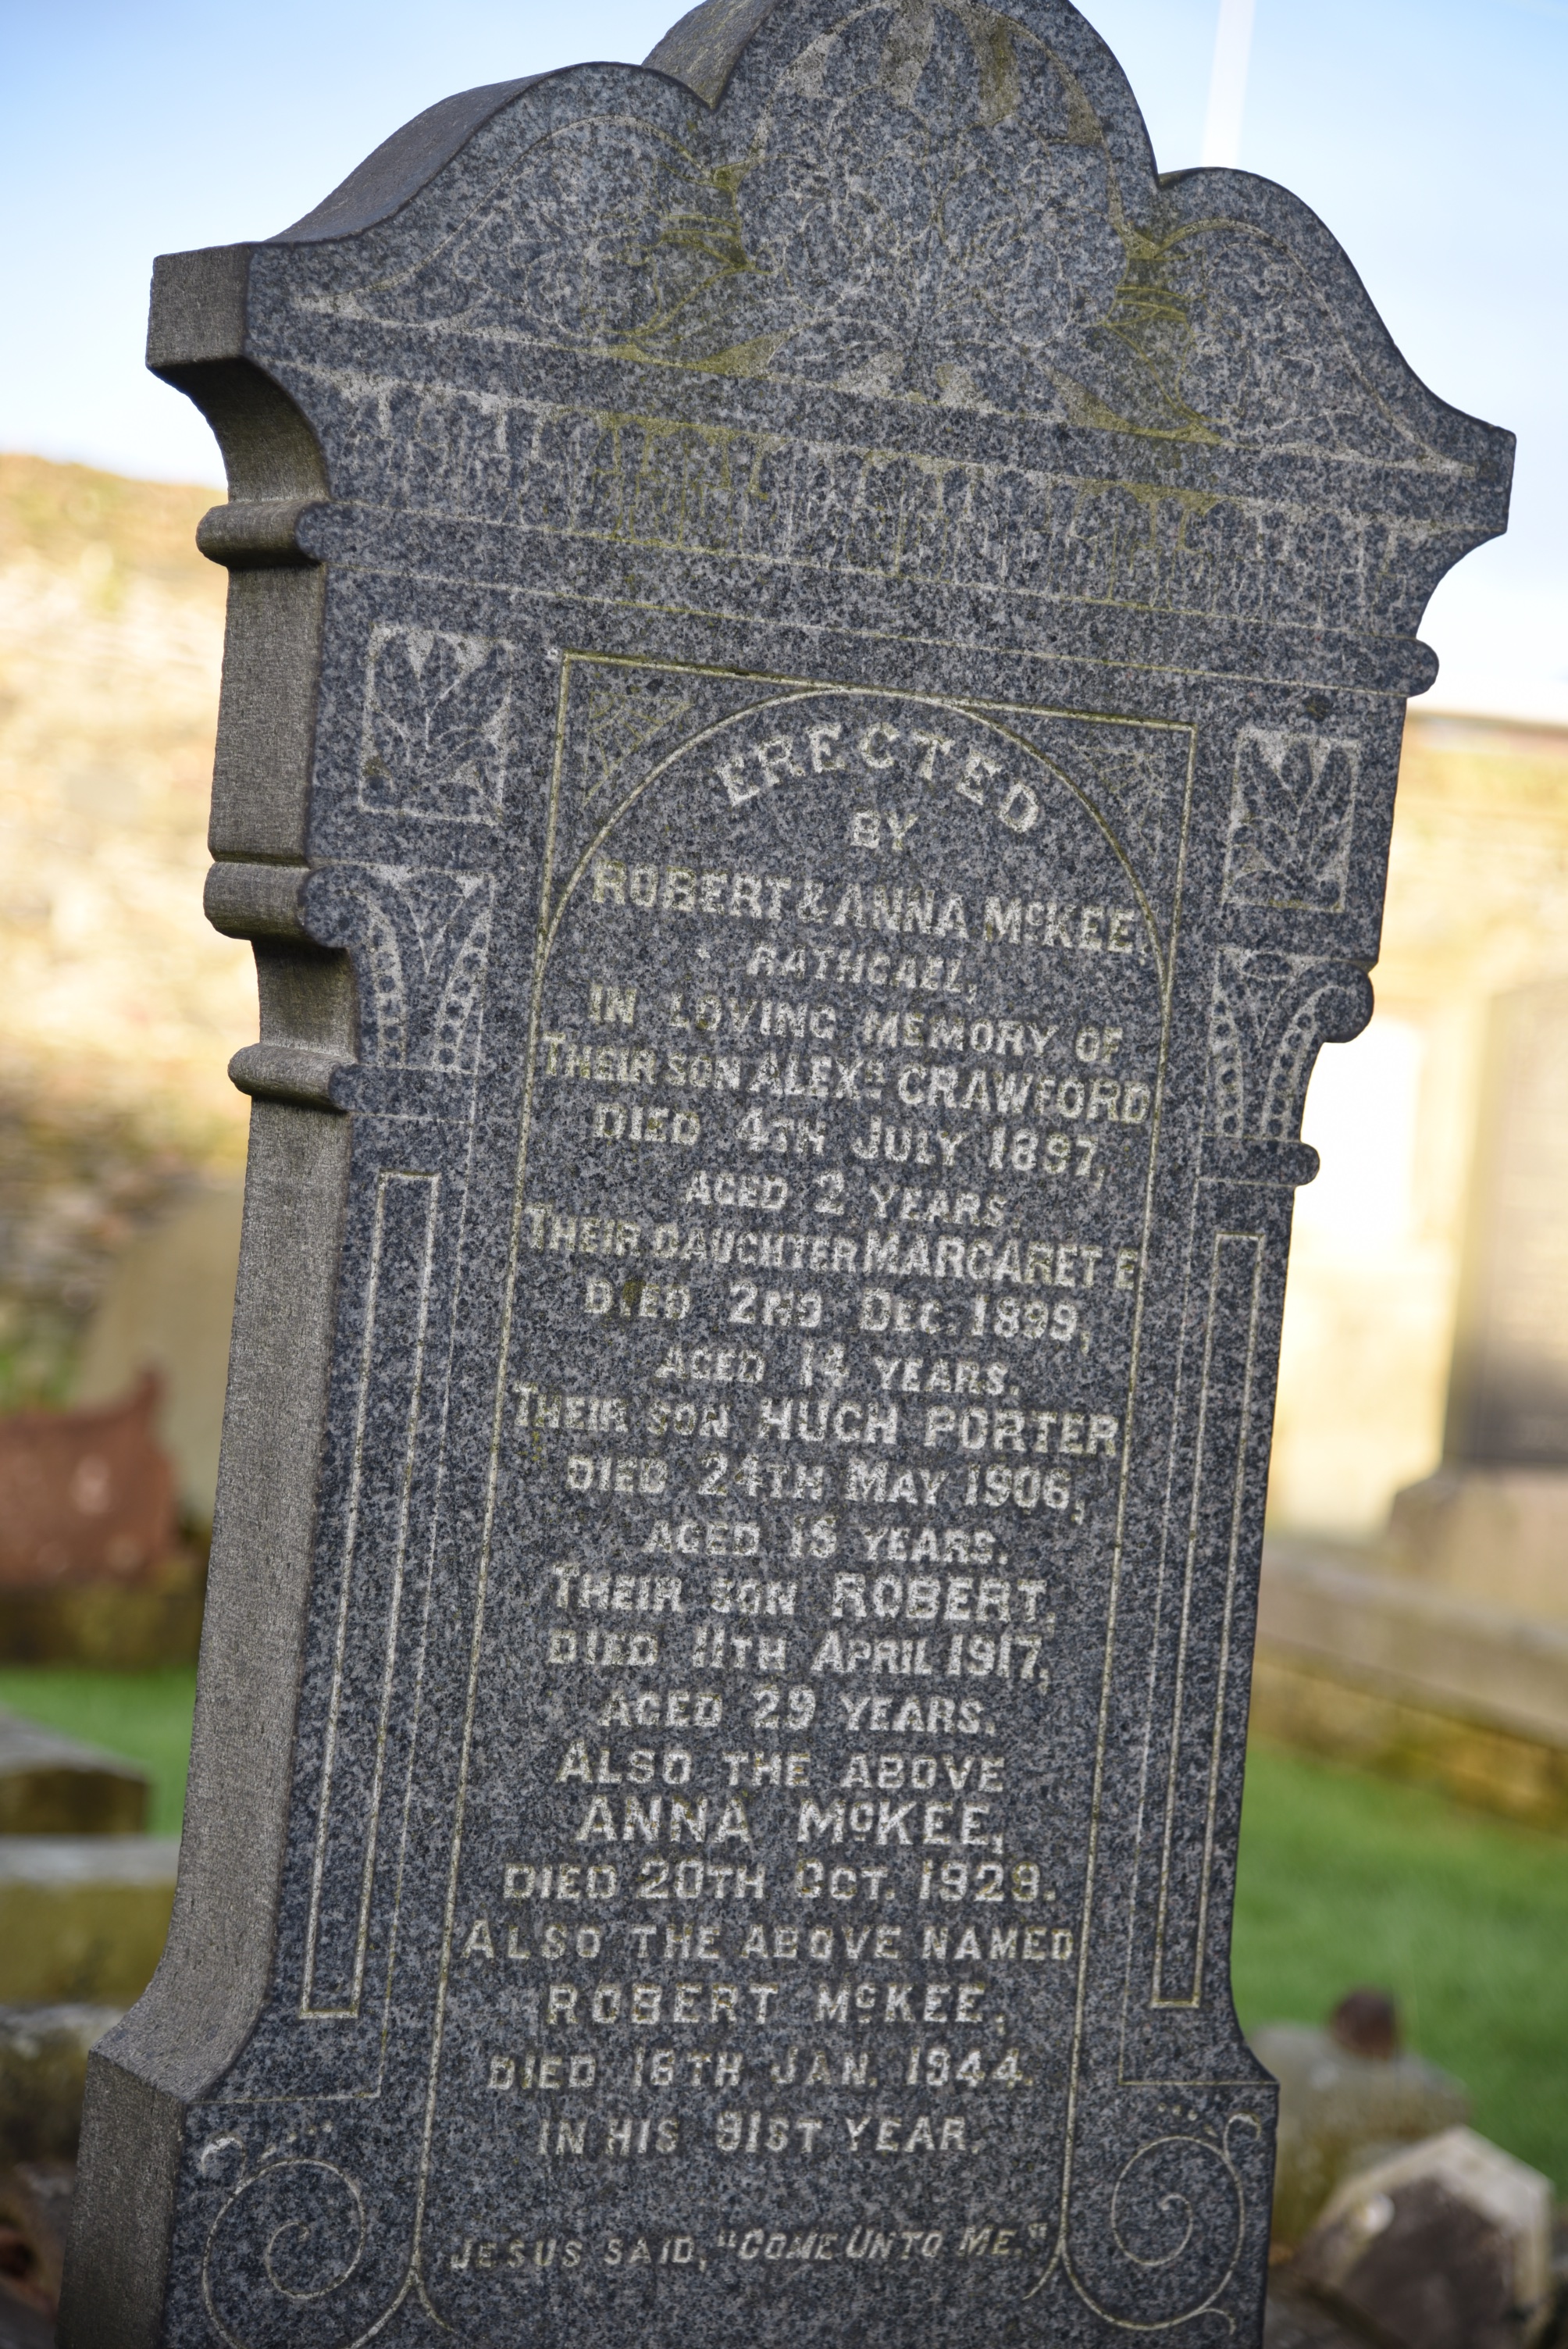 ERECTED
BY
ROBERT & ANNA McKEE,
RATHGAEL,
IN LOVING MEMORY OF
THEIR SON ALEXR CRAWFORD
DIED 4TH JULY 1897,
AGED 2 YEARS.
THEIR DAUGHTER MARGARET E
DIED 2ND DEC. 1899,
AGED 14 YEARS.
THEIR SON HUGH PORTER
DIED 24TH MAY 1906,
AGED YEARS.
THEIR SON ROBERT,
DIED 11TH APRIL 1917,
AGED 29 YEARS.
ALSO THE ABOVE
ANNA McKEE,
DIED 20TH OCT. 1929.
ALSO THE ABOVE NAMED
ROBERT McKEE,
DIED JAN. 1944.
IN HIS 91ST YEAR.
JESUS SAID, "COME UNTO ME."